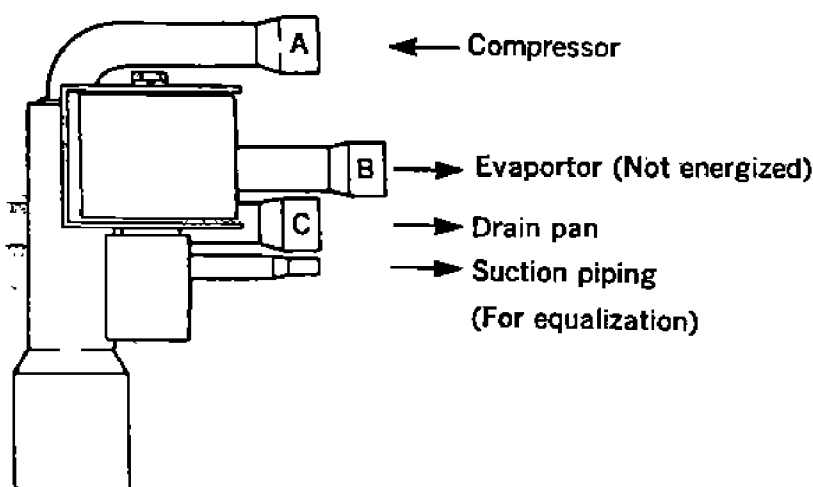 A
Compressor
B
Evaportor (Not energized)
C
Drain pan
Suction piping
(For equalization)